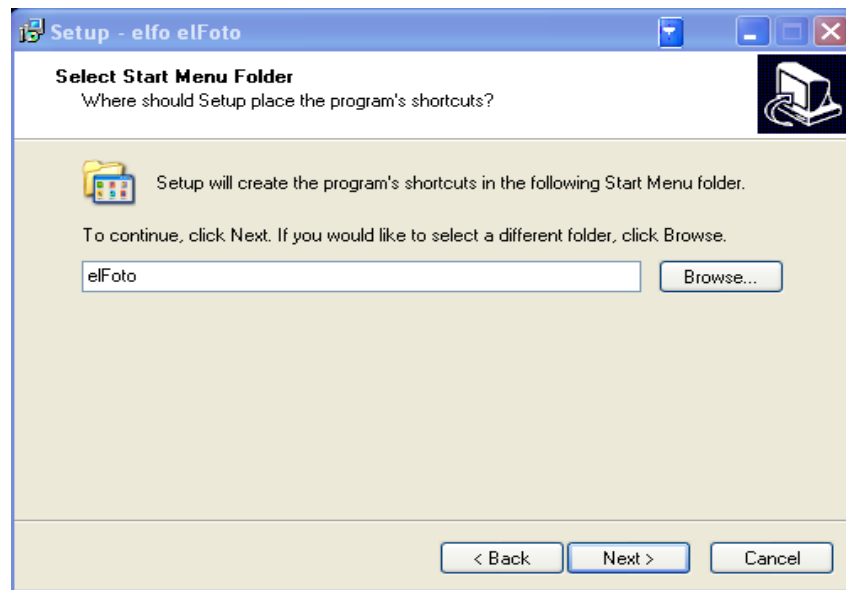 Setup - elfo elFoto
Select Start Menu Folder
Where should Setup place the program's shortcuts?
Setup will create the program's shortcuts in the following Start Menu folder.
To continue, click Next. If you would like to select a different folder, click Browse.
elFoto
Browse...
< Back
Next >
Cancel